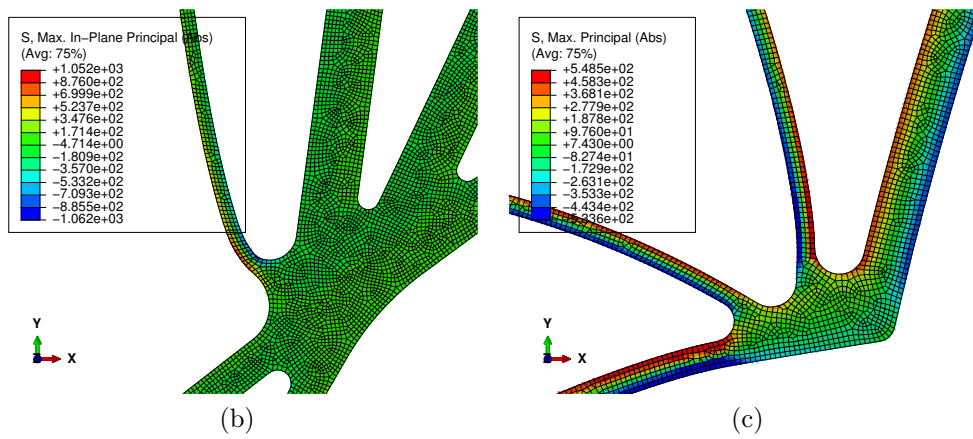 S, Max. In-Plane Principal (Abs)
(Avg: 75%)
+1.052e+03
+8.760e+02
+6.999e+02
+5.237e+02
+3.476e+02
+1.714e+02
-4.714e+00
-1.809e+02
-3.570e+02
-5.332e+02
-7.093e+02
-8.855e+02
-1.062e+03
Y
Z
X
(b)
S, Max. Principal (Abs)
(Avg: 75%)
+5.485e+02
+4.583e+02
+3.681e+02
+2.779e+02
+1.878e+02
+9.760e+01
+7.430e+00
-8.274e+01
-1.729e+02
-2.631e+02
-3.533e+02
-4.434e+02
-5.336e+02
Y
Z
X
(c)